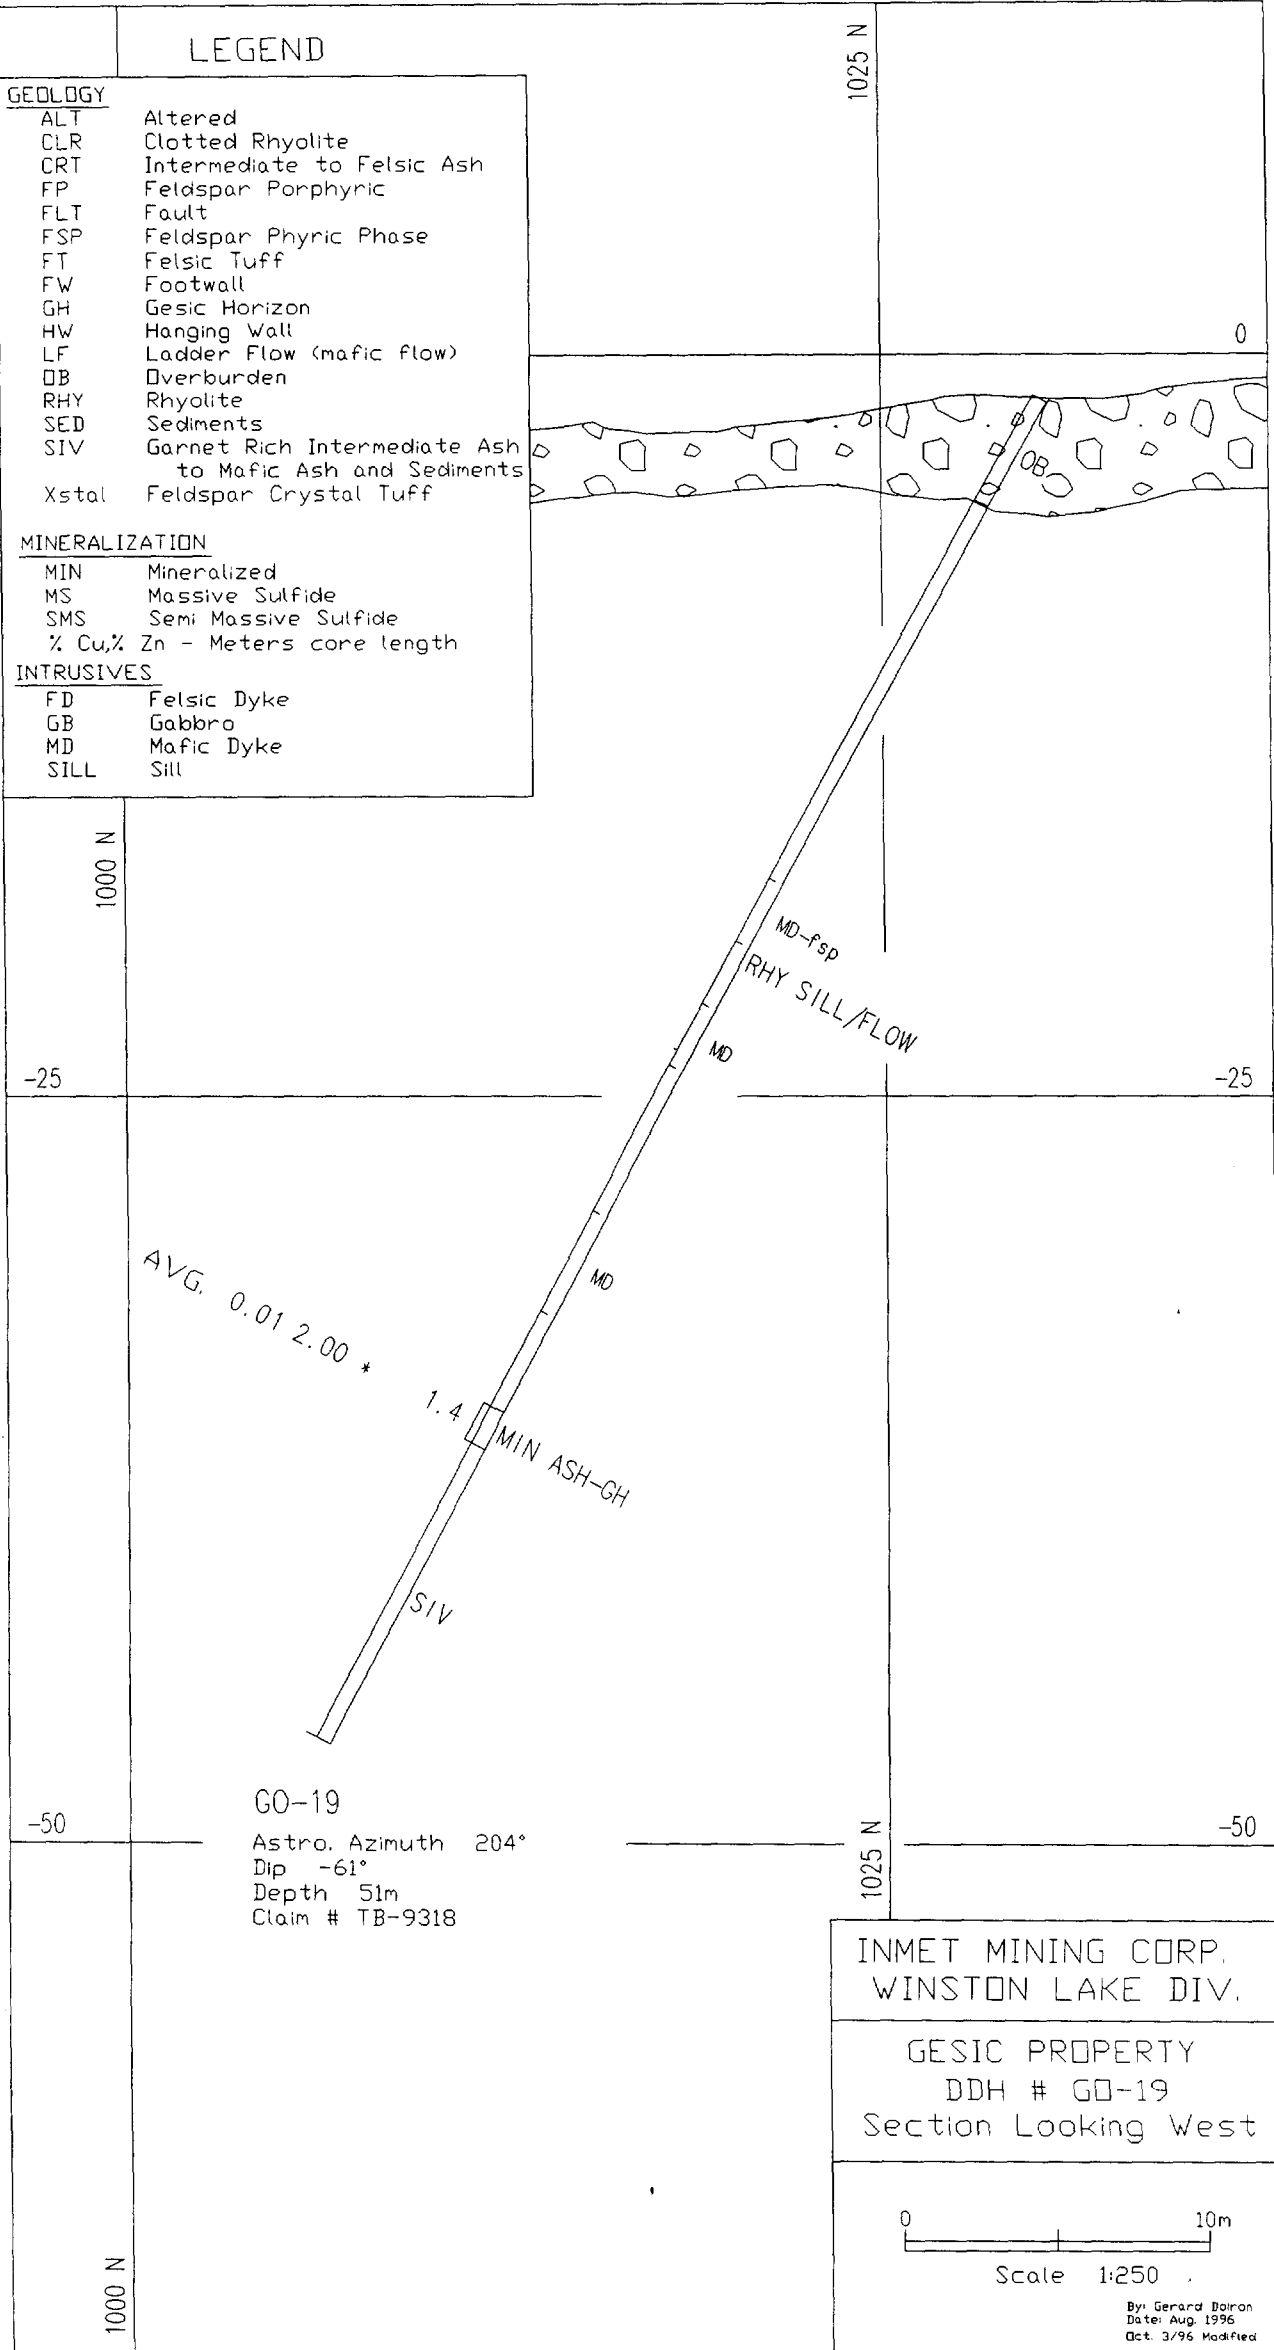 LEGEND
GEOLOGY
ALT Altered
CLR Clotted Rhyolite
CRT Intermediate to Felsic Ash
FP Feldspar Porphyric
FLT Fault
FSP Feldspar Phyric Phase
FT Felsic Tuff
FW Footwall
GH Gesic Horizon
HW Hanging Wall
LF Ladder Flow (mafic flow)
OB Overburden
RHY Rhyolite
SED Sediments
SIV Garnet Rich Intermediate Ash
to Mafic Ash and Sediments
Xstal Feldspar Crystal Tuff
MINERALIZATION
MIN Mineralized
MS Massive Sulfide
SMS Semi Massive Sulfide
% Cu,% Zn - Meters core length
INTRUSIVES
FD Felsic Dyke
GB Gabbro
MD Mafic Dyke
SILL Sill
1025 N
0
OB
1000 N
MD-fsp
RHY SILL/FLOW
MD
-25
-25
MD
AVG. 0.01 2.00 *
1.4
MIN ASH-GH
SIV
GO-19
Astro. Azimuth 204°
Dip -61°
Depth 51m
Claim # TB-9318
-50
-50
1025 N
INMET MINING CORP.
WINSTON LAKE DIV.
GESIC PROPERTY
DDH # GO-19
Section Looking West
0 10m
Scale 1:250
By: Gerard Doiron
Date: Aug. 1996
Oct. 3/96 Modified
1000 N